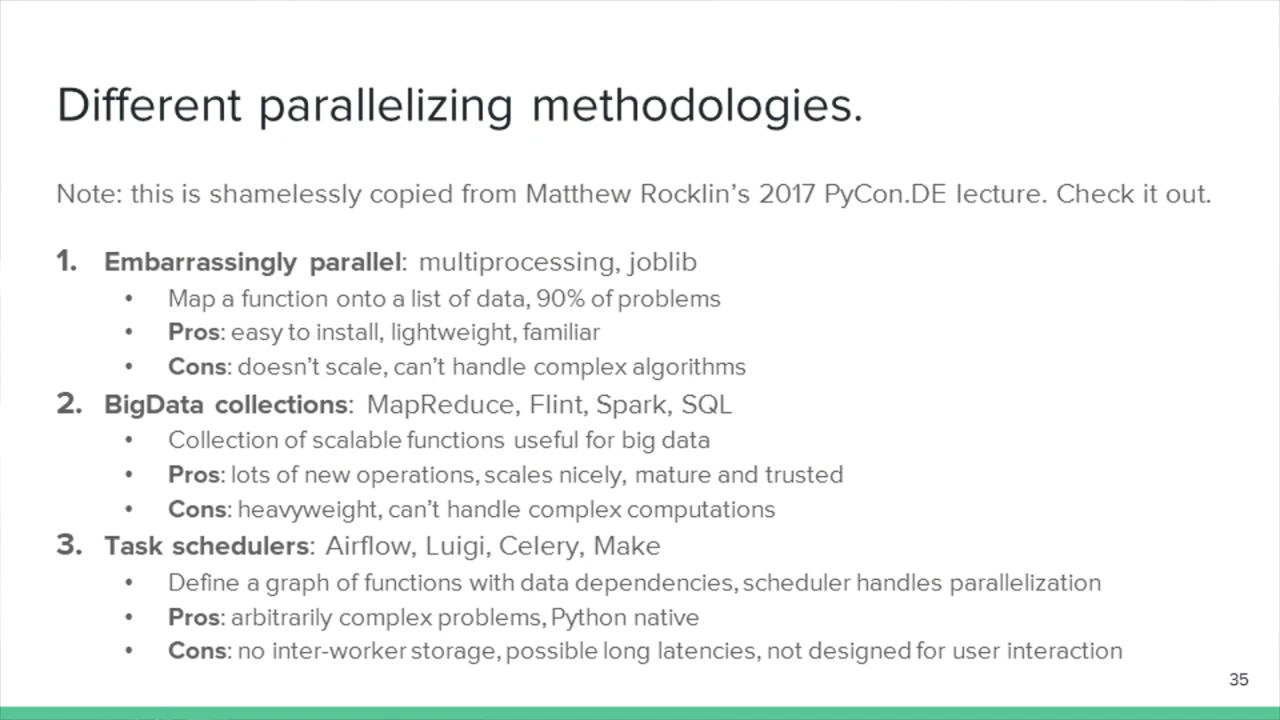 Different parallelizing methodologies.
Note: this is shamelessly copied from Matthew Rocklin’s 2017 PyCon.DE lecture. Check it out.
1. Embarrassingly parallel: multiprocessing, joblib
• Map a function onto a list of data, 90% of problems
• Pros: easy to install, lightweight, familiar
• Cons: doesn’t scale, can’t handle complex algorithms
2. BigData collections: MapReduce, Flint, Spark, SQL
• Collection of scalable functions useful for big data
• Pros: lots of new operations, scales nicely, mature and trusted
• Cons: heavyweight, can’t handle complex computations
3. Task schedulers: Airflow, Luigi, Celery, Make
• Define a graph of functions with data dependencies, scheduler handles parallelization
• Pros: arbitrarily complex problems, Python native
• Cons: no inter-worker storage, possible long latencies, not designed for user interaction
35